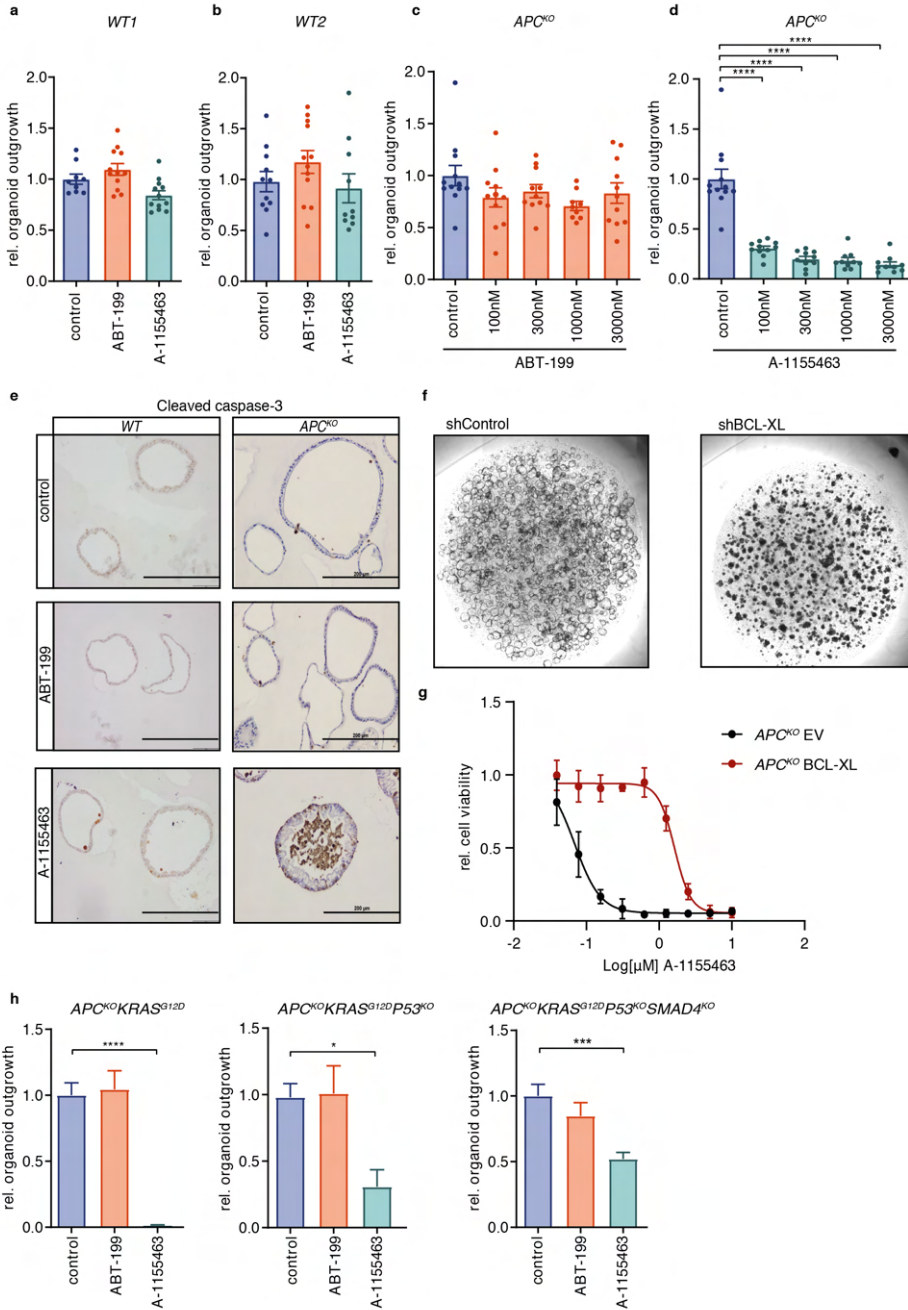 a
WT1
rel. organoid outgrowth
2.0
1.5
1.0
0.5
0.0
control
ABT-199
A-1155463
b
WT2
rel. organoid outgrowth
2.0
1.5
1.0
0.5
0.0
control
ABT-199
A-1155463
c
APCKO
rel. organoid outgrowth
2.0
1.5
1.0
0.5
0.0
control
100nM
300nM
1000nM
3000nM
ABT-199
d
APCKO
****
****
****
****
rel. organoid outgrowth
2.0
1.5
1.0
0.5
0.0
control
100nM
300nM
1000nM
3000nM
A-1155463
e
Cleaved caspase-3
WT
APCKO
control
200 µm
ABT-199
200 µm
A-1155463
200 µm
f
shControl
shBCL-XL
g
rel. cell viability
1.5
1.0
0.5
0.0
-2
-1
0
1
2
Log[µM] A-1155463
APCKO EV
APCKO BCL-XL
h
APCKOKRASG12D
****
rel. organoid outgrowth
1.5
1.0
0.5
0.0
control
ABT-199
A-1155463
APCKOKRASG12DP53KO
*
rel. organoid outgrowth
1.5
1.0
0.5
0.0
control
ABT-199
A-1155463
APCKOKRASG12DP53KOSMAD4KO
***
rel. organoid outgrowth
1.5
1.0
0.5
0.0
control
ABT-199
A-1155463